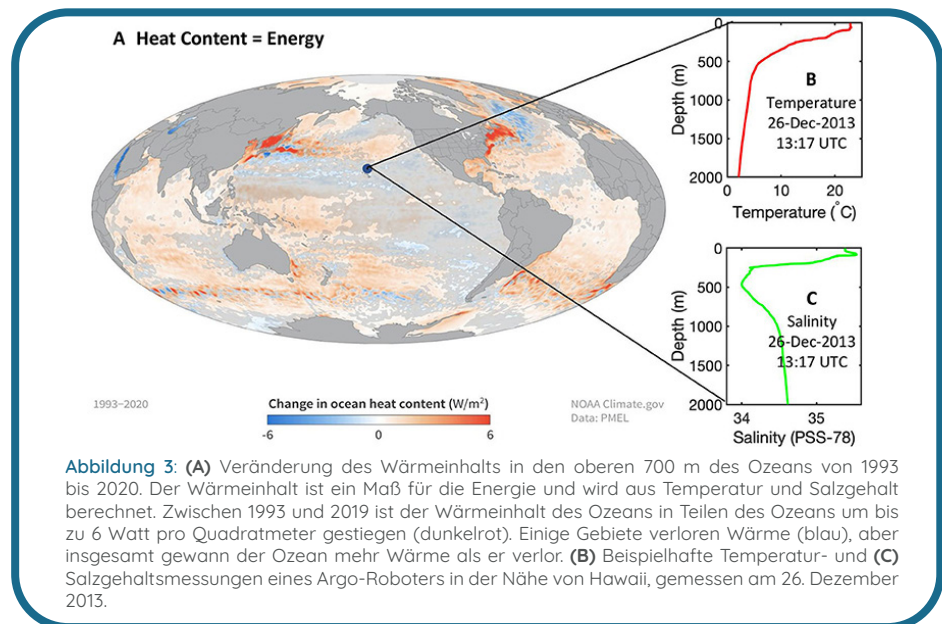 A Heat Content = Energy
0
500
1000
1500
2000
Depth (m)
B
Temperature
26-Dec-2013
13:17 UTC
0
10
20
Temperature (°C)
0
500
1000
1500
2000
Depth (m)
C
Salinity
26-Dec-2013
13:17 UTC
34
35
Salinity (PSS-78)
1993–2020
Change in ocean heat content (W/m²)
-6
0
6
NOAA Climate.gov
Data: PMEL
Abbildung 3: (A) Veränderung des Wärmeinhalts in den oberen 700 m des Ozeans von 1993
bis 2020. Der Wärmeinhalt ist ein Maß für die Energie und wird aus Temperatur und Salzgehalt
berechnet. Zwischen 1993 und 2019 ist der Wärmeinhalt des Ozeans in Teilen des Ozeans um bis
zu 6 Watt pro Quadratmeter gestiegen (dunkelrot). Einige Gebiete verloren Wärme (blau), aber
insgesamt gewann der Ozean mehr Wärme als er verlor. (B) Beispielhafte Temperatur- und (C)
Salzgehaltsmessungen eines Argo-Roboters in der Nähe von Hawaii, gemessen am 26. Dezember
2013.